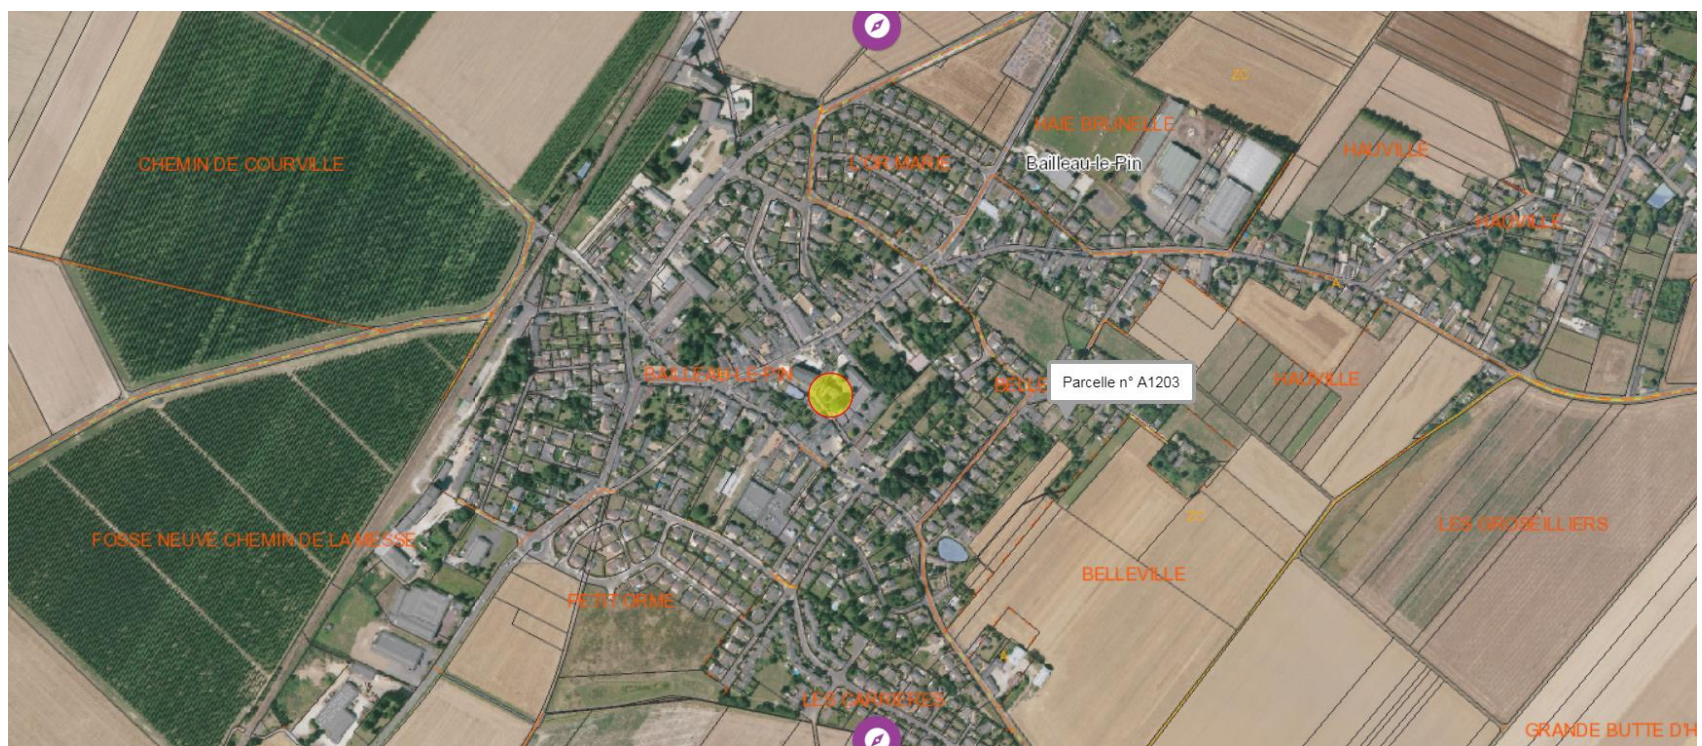 ZC
HAIE BRUNELLE
HAUVILLE
CHEMIN DE COURVILLE
L'ORMARIE
Bailleau-le-Pin
HAUVILLE
A
BAILLEAU-LE-PIN
Parcelle n° A1203
HAUVILLE
LES GROSEILLIERS
FOSSE NEUVE CHEMIN DE LA MESSE
BELLEVILLE
PETIT ORME
LES CARRIERES
GRANDE BUTTE D'H